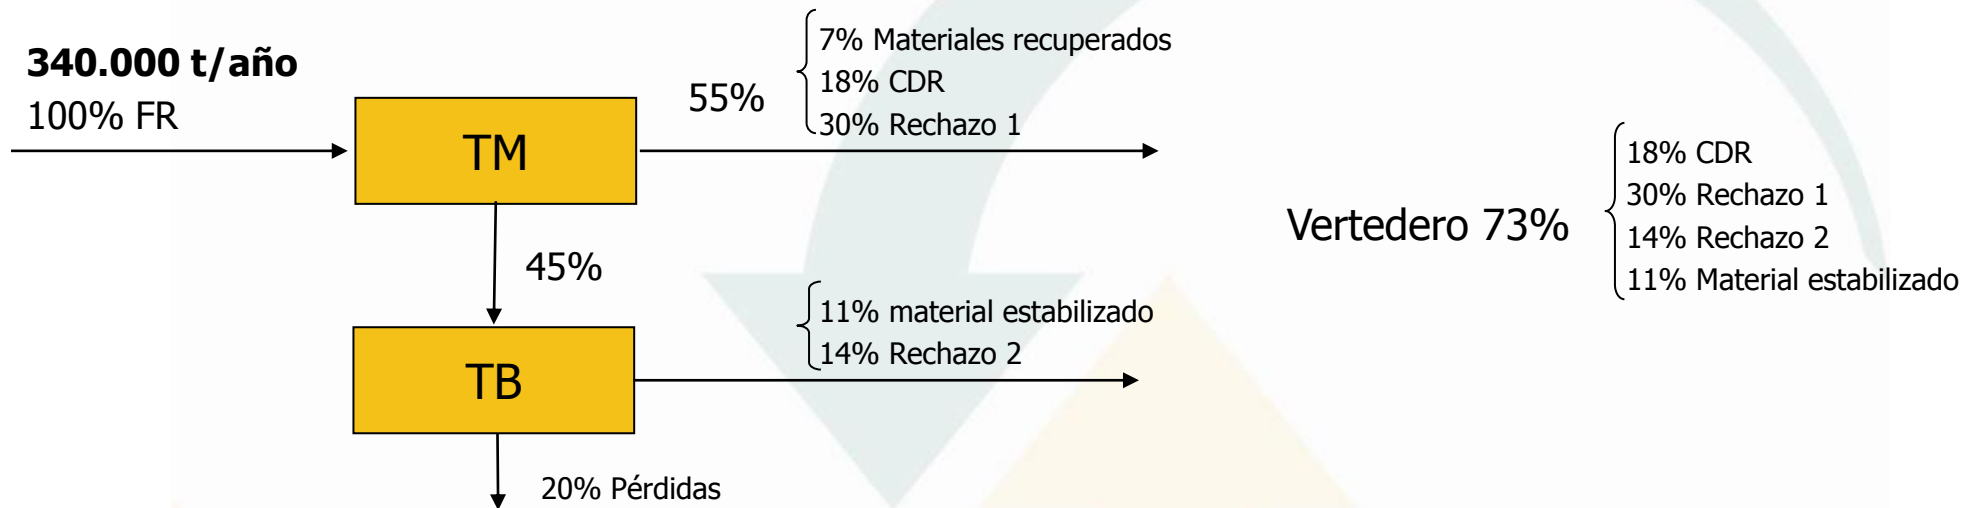 340.000 t/año
100% FR
TM
55%
7% Materiales recuperados
18% CDR
30% Rechazo 1
45%
TB
11% material estabilizado
14% Rechazo 2
20% Pérdidas
Vertedero 73%
18% CDR
30% Rechazo 1
14% Rechazo 2
11% Material estabilizado